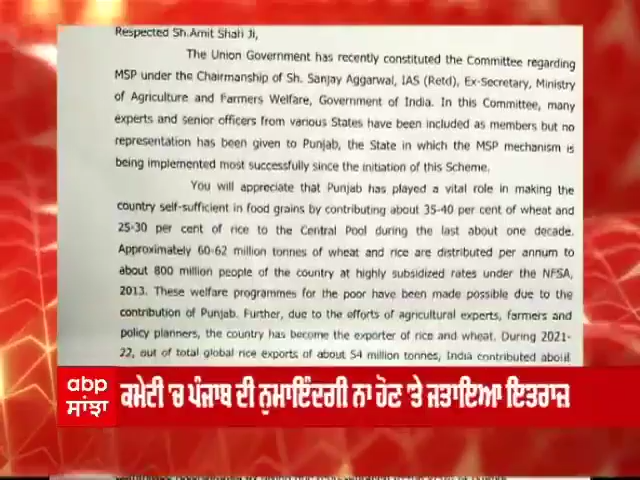 Respected Sh.Amit Shah Ji,
The Union Government has recently constituted the Committee regarding
MSP under the Chairmanship of Sh. Sanjay Aggarwal, IAS (Retd), Ex-Secretary, Ministry
of Agriculture and Farmers Welfare, Government of India. In this Committee, many
experts and senior officers from various States have been included as members but no
representation has been given to Punjab, the State in which the MSP mechanism is
being implemented most successfully since the initiation of this Scheme.
You will appreciate that Punjab has played a vital role in making the
country self-sufficient in food grains by contributing about 35-40 per cent of wheat and
25-30 per cent of rice to the Central Pool during the last about one decade.
Approximately 60-62 million tonnes of wheat and rice are distributed per annum to
about 800 million people of the country at highly subsidized rates under the NFSA,
2013. These welfare programmes for the poor have been made possible due to the
contribution of Punjab. Further, due to the efforts of agricultural experts, farmers and
policy planners, the country has become the exporter of rice and wheat. During 2021-
22, out of total global rice exports of about 54 million tonnes, India contributed about
abp
ਸਾਂਝਾ
ਕਮੇਟੀ 'ਚ ਪੰਜਾਬ ਦੀ ਨੁਮਾਇੰਦਗੀ ਨਾ ਹੋਣ 'ਤੇ ਜਤਾਇਆ ਇਤਰਾਜ਼